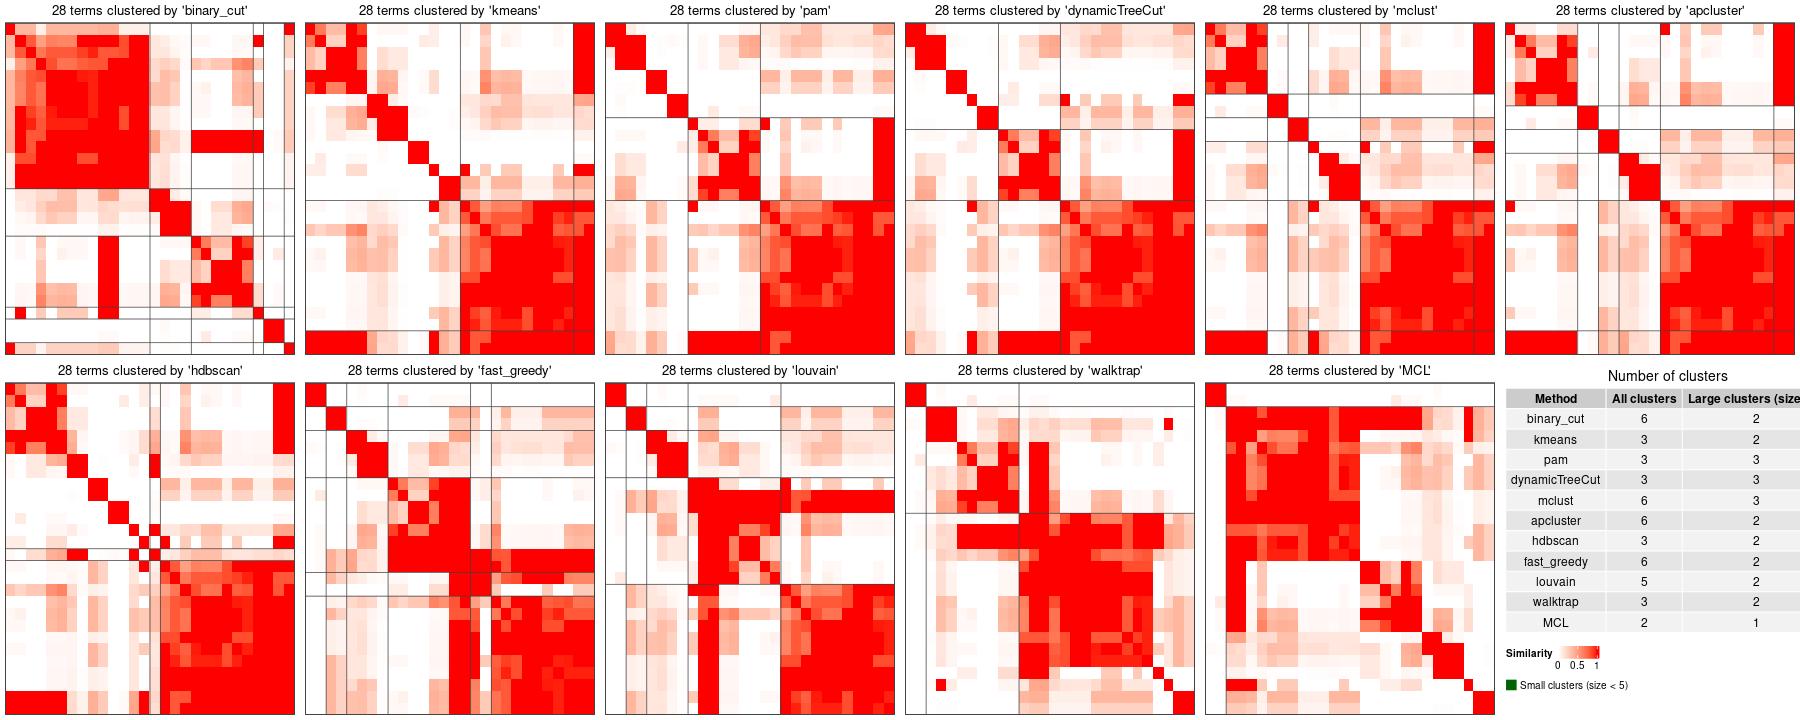 28 terms clustered by 'binary_cut'
28 terms clustered by 'kmeans'
28 terms clustered by 'pam'
28 terms clustered by 'dynamicTreeCut'
28 terms clustered by 'mclust'
28 terms clustered by 'apcluster'
28 terms clustered by 'hdbscan'
28 terms clustered by 'fast_greedy'
28 terms clustered by 'louvain'
28 terms clustered by 'walktrap'
28 terms clustered by 'MCL'
Number of clusters
Method All clusters Large clusters (size
binary_cut 6 2
kmeans 3 2
pam 3 3
dynamicTreeCut 3 3
mclust 6 3
apcluster 6 2
hdbscan 3 2
fast_greedy 6 2
louvain 5 2
walktrap 3 2
MCL 2 1
Similarity
0 0.5 1
Small clusters (size < 5)